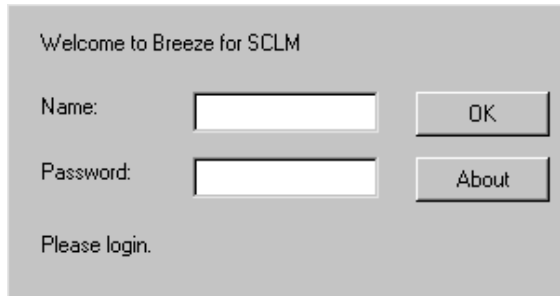 Welcome to Breeze for SCLM
Name:
OK
Password:
About
Please login.